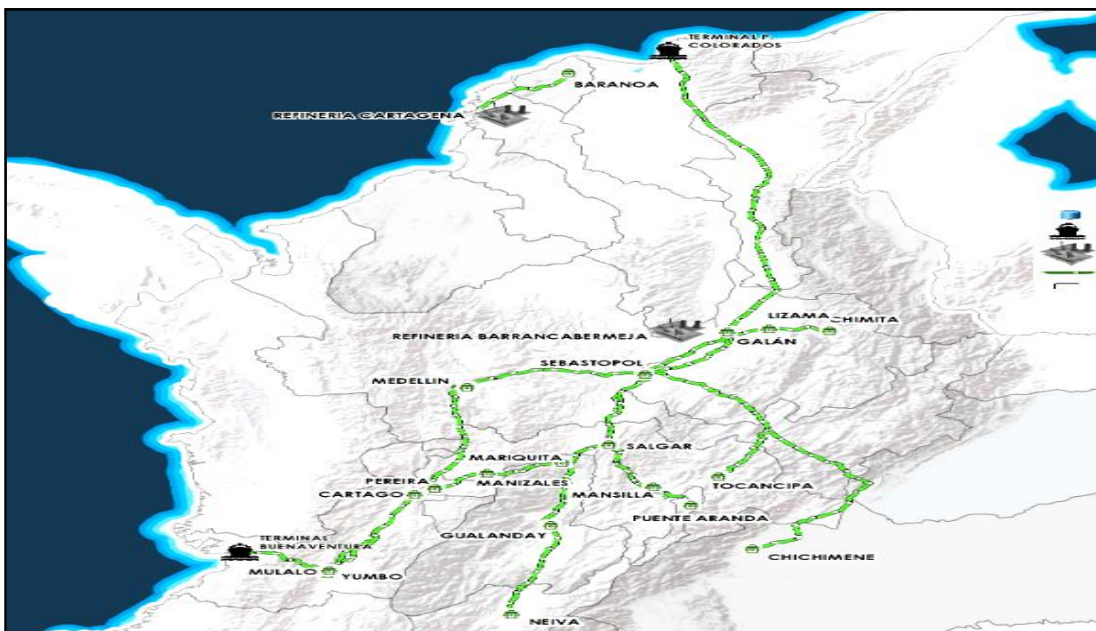 TERMINAL P.
COLORADOS
BARANOA
REFINERIA CARTAGENA
LIZAMA
CHIMITA
REFINERIA BARRANCABERMEJA
GALÁN
SEBASTOPOL
MEDELLIN
SALGAR
MARIQUITA
PEREIRA
MANIZALES
CARTAGO
MANSILLA
TOCANCIPA
PUENTE ARANDA
GUALANDAY
TERMINAL
BUENAVENTURA
CHICHIMENE
MULALO
YUMBO
NEIVA